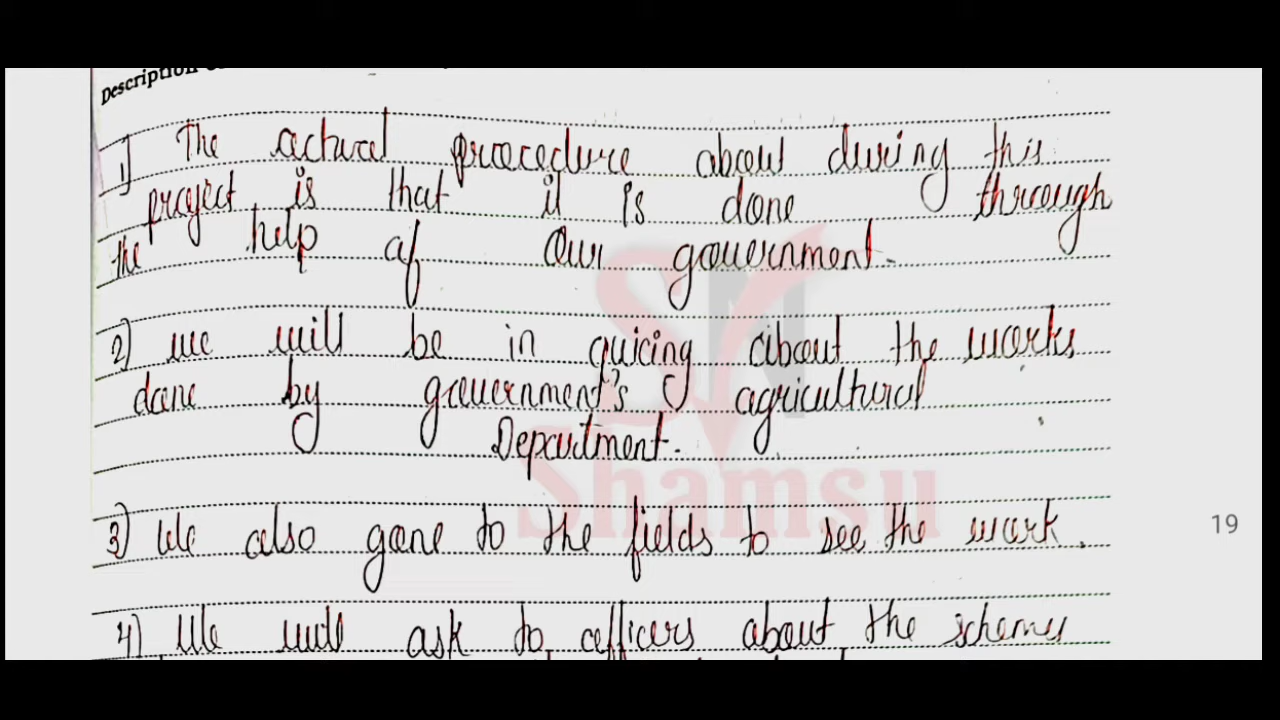 Description
1) The actual procedure about during this
project is that it is done through
the help of our government.
2) we will be in quicing about the works
done by government's agricultural
Department.
3) We also gone to the fields to see the work.
19
4) We will ask to officers about the schemes
SN
Shamsu